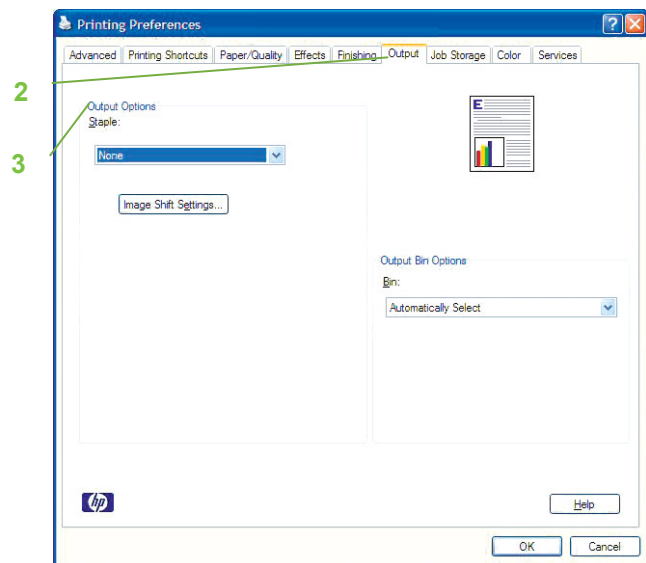 Printing Preferences
Advanced Printing Shortcuts Paper/Quality Effects Finishing Output Job Storage Color Services
2
Output Options
Staple:
3
None
Image Shift Settings...
E
Output Bin Options
Bin:
Automatically Select
hp
Help
OK Cancel